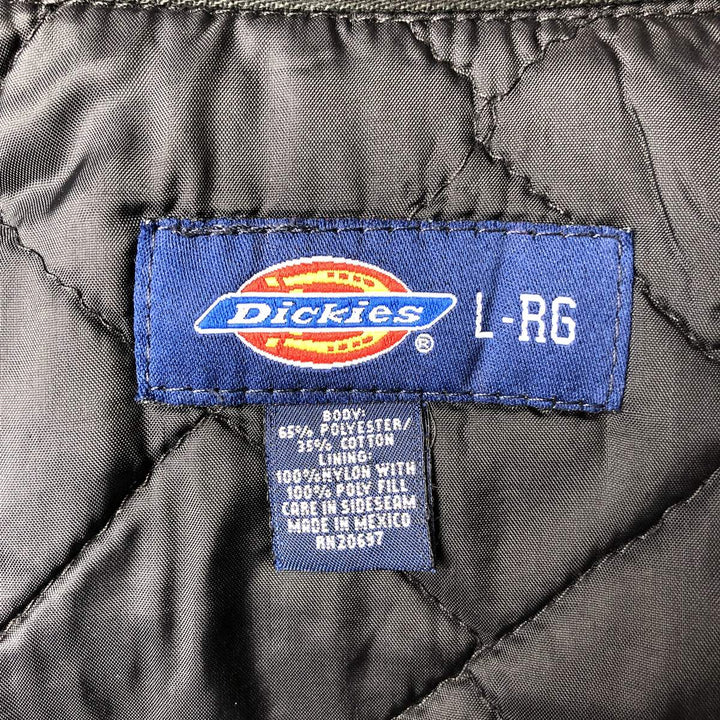 Dickies ® L-RG
BODY:
65% POLYESTER/
35% COTTON
LINING:
100% NYLON WITH
100% POLY FILL
CARE IN SIDESEAM
MADE IN MEXICO
RN20697